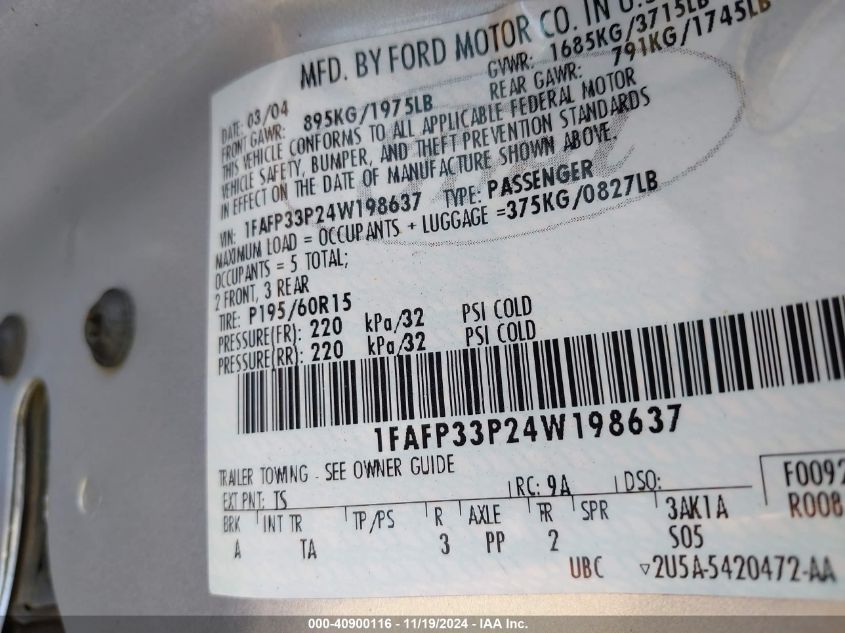 MFD. BY FORD MOTOR CO. IN U.S
DATE: 03/04 GVWR: 1685KG/3715LB
FRONT GAWR: 895KG/1975LB REAR GAWR: 791KG/1745LB
THIS VEHICLE CONFORMS TO ALL APPLICABLE FEDERAL MOTOR
VEHICLE SAFETY, BUMPER, AND THEFT PREVENTION STANDARDS
IN EFFECT ON THE DATE OF MANUFACTURE SHOWN ABOVE.
VIN: 1FAFP33P24W198637 TYPE: PASSENGER
MAXIMUM LOAD = OCCUPANTS + LUGGAGE =375KG/0827LB
OCCUPANTS = 5 TOTAL;
2 FRONT, 3 REAR
TIRE: P195/60R15
PRESSURE(FR): 220 kPa/32 PSI COLD
PRESSURE(RR): 220 kPa/32 PSI COLD
1FAFP33P24W198637
TRAILER TOWING - SEE OWNER GUIDE
EXT PNT: TS RC: 9A DSO: F0092
BRK INT TR TP/PS R AXLE TR SPR 3AK1A R008
A TA 3 PP 2 S05
UBC ▽2U5A-5420472-AA
000-40900116 - 11/19/2024 - IAA Inc.